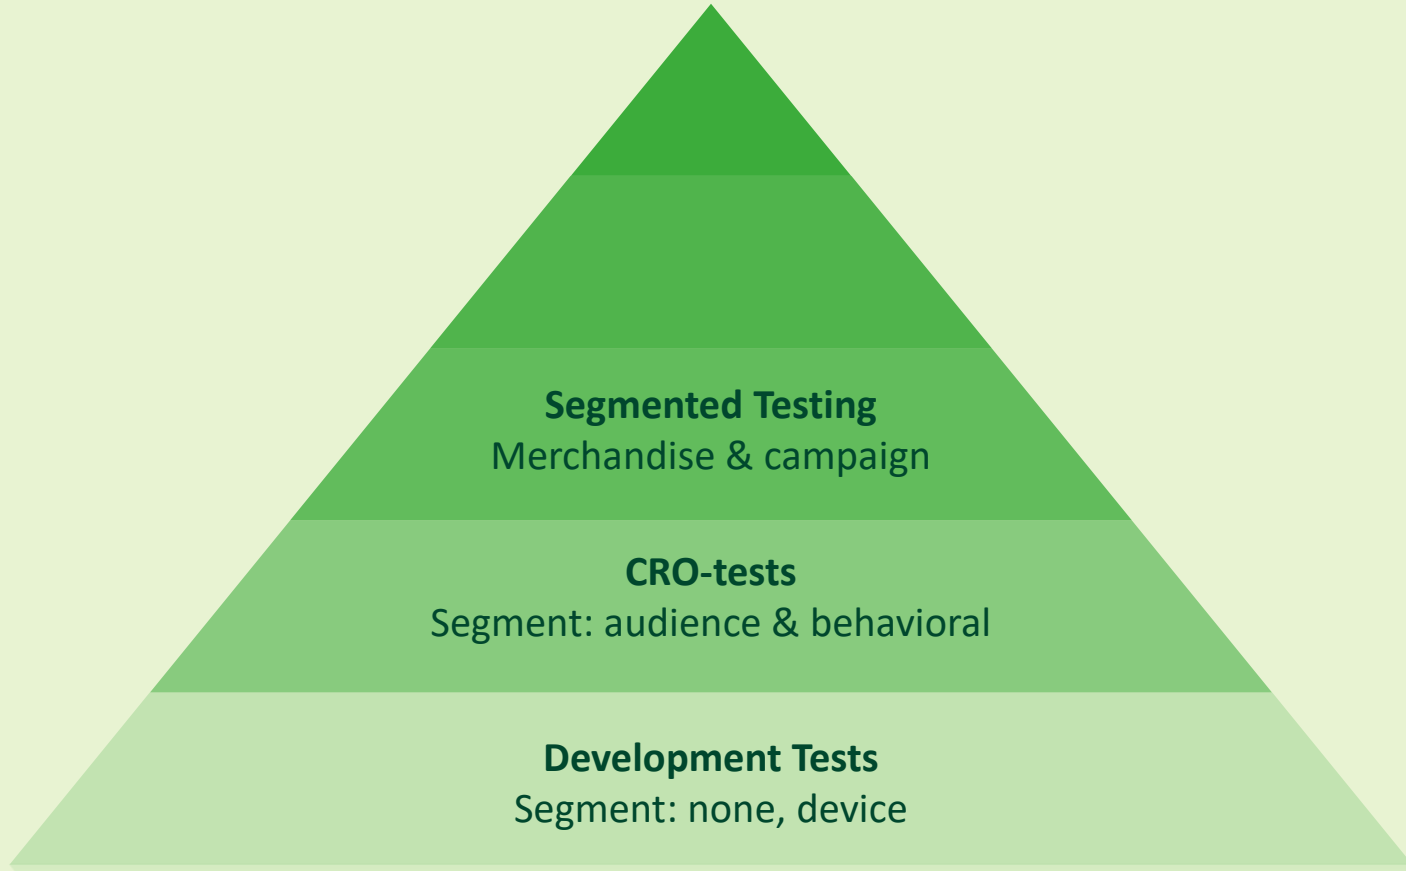 Segmented Testing
Merchandise & campaign
CRO-tests
Segment: audience & behavioral
Development Tests
Segment: none, device